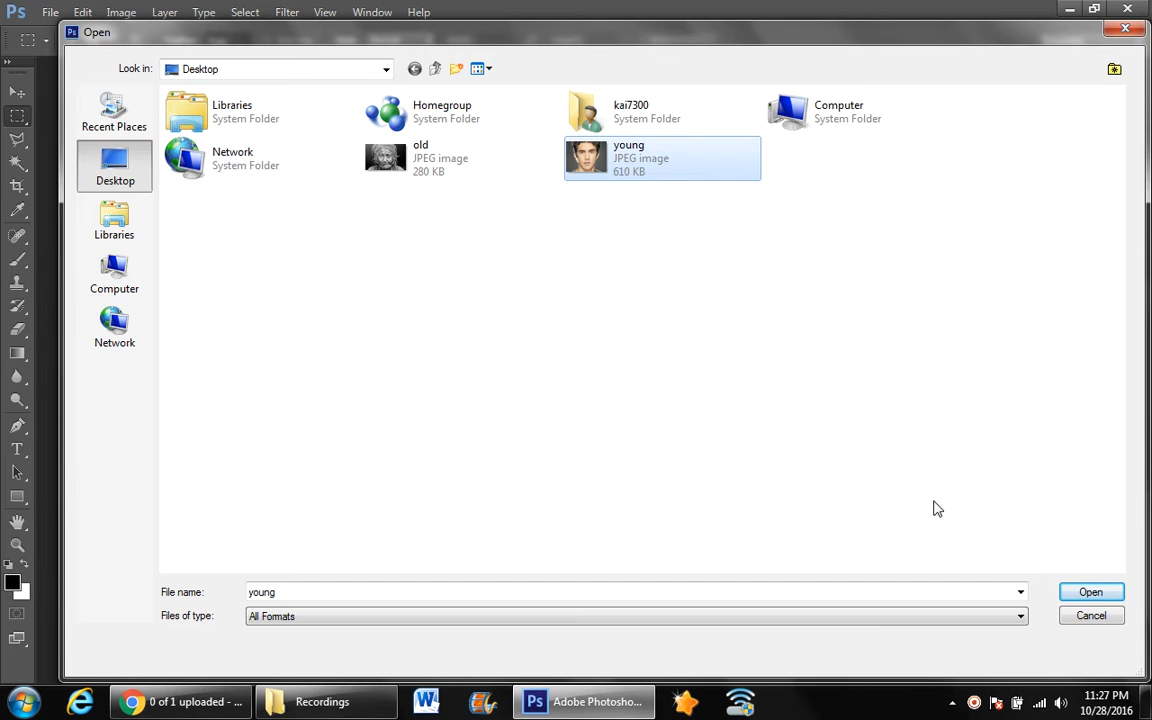 Ps File Edit Image Layer Type Select Filter View Window Help
Ps Open
Look in: Desktop
Recent Places
Desktop
Libraries
Computer
Network
Libraries
System Folder
Homegroup
System Folder
kai7300
System Folder
Computer
System Folder
Network
System Folder
old
JPEG image
280 KB
young
JPEG image
610 KB
File name: young Open
Files of type: All Formats Cancel
0 of 1 uploaded - ... Recordings Ps Adobe Photosho...
11:27 PM
10/28/2016